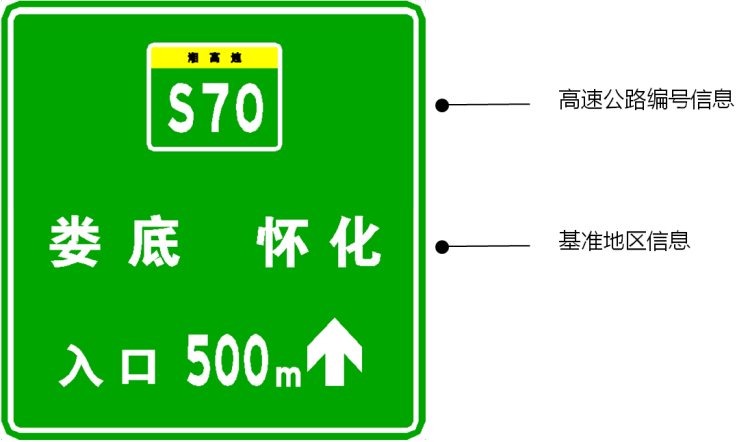 湘高速
S70
高速公路编号信息
娄底 怀化
基准地区信息
入口 500m